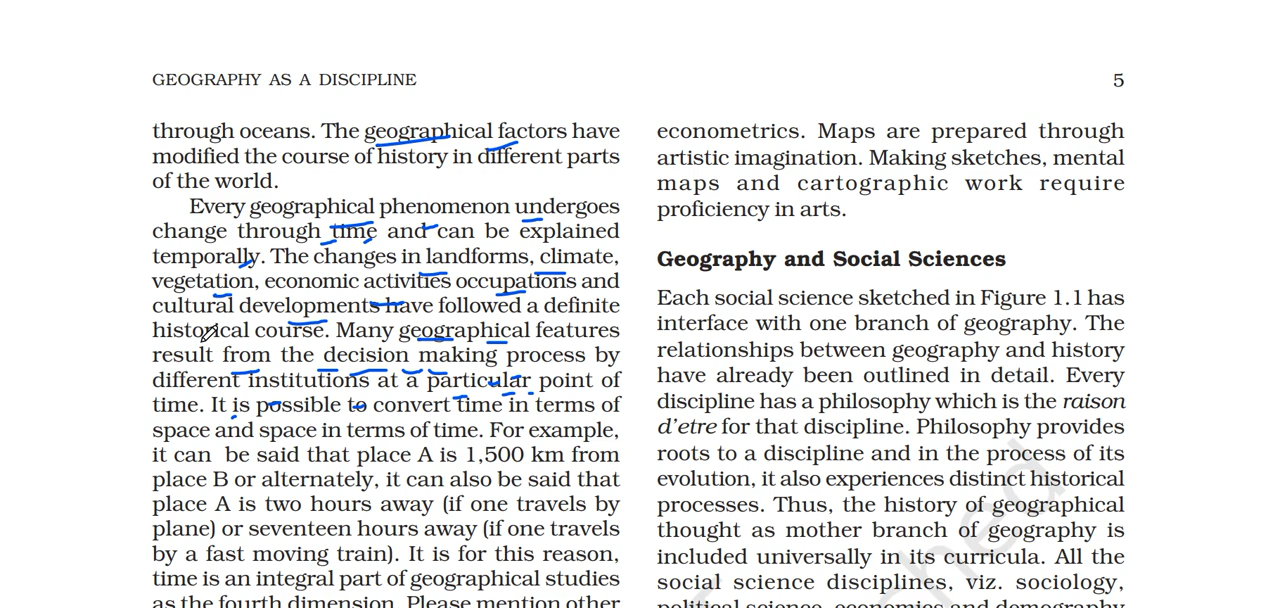 GEOGRAPHY AS A DISCIPLINE
5
through oceans. The geographical factors have
modified the course of history in different parts
of the world.
Every geographical phenomenon undergoes
change through time and can be explained
temporally. The changes in landforms, climate,
vegetation, economic activities occupations and
cultural developments have followed a definite
historical course. Many geographical features
result from the decision making process by
different institutions at a particular point of
time. It is possible to convert time in terms of
space and space in terms of time. For example,
it can be said that place A is 1,500 km from
place B or alternately, it can also be said that
place A is two hours away (if one travels by
plane) or seventeen hours away (if one travels
by a fast moving train). It is for this reason,
time is an integral part of geographical studies
as the fourth dimension. Please mention other
econometrics. Maps are prepared through
artistic imagination. Making sketches, mental
maps and cartographic work require
proficiency in arts.
Geography and Social Sciences
Each social science sketched in Figure 1.1 has
interface with one branch of geography. The
relationships between geography and history
have already been outlined in detail. Every
discipline has a philosophy which is the raison
d'etre for that discipline. Philosophy provides
roots to a discipline and in the process of its
evolution, it also experiences distinct historical
processes. Thus, the history of geographical
thought as mother branch of geography is
included universally in its curricula. All the
social science disciplines, viz. sociology,
political science, economics and demography